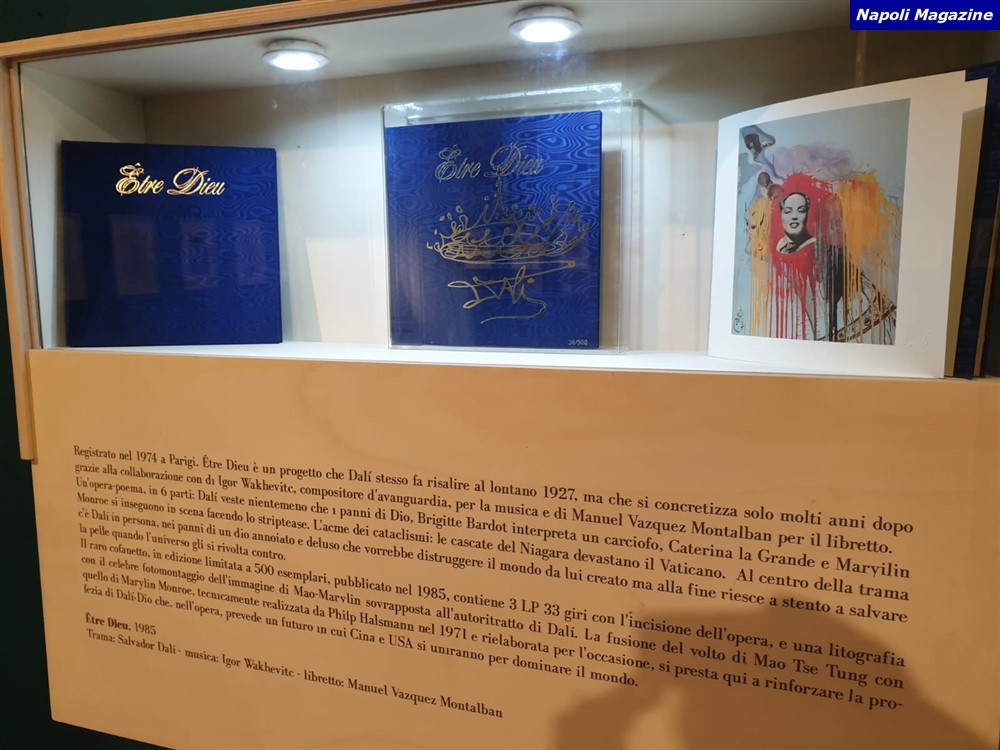 Napoli Magazine
Être Dieu
Être Dieu
Dalí
Registrato nel 1974 a Parigi. Être Dieu è un progetto che Dalí stesso fa risalire al lontano 1927, ma che si concretizza solo molti anni dopo
grazie alla collaborazione con di Igor Wakhevitc, compositore d'avanguardia, per la musica e di Manuel Vazquez Montalban per il libretto.
Un'opera-poema, in 6 parti: Dalí veste nientemeno che i panni di Dio, Brigitte Bardot interpreta un carciofo, Caterina la Grande e Maryilin
Monroe si inseguono in scena facendo lo striptease. L'acme dei cataclismi: le cascate del Niagara devastano il Vaticano. Al centro della trama
c'è Dalí in persona, nei panni di un dio annoiato e deluso che vorrebbe distruggere il mondo da lui creato ma alla fine riesce a stento a salvare
la pelle quando l'universo gli si rivolta contro.
Il raro cofanetto, in edizione limitata a 500 esemplari, pubblicato nel 1985, contiene 3 LP 33 giri con l'incisione dell'opera, e una litografia
con il celebre fotomontaggio dell'immagine di Mao-Marylin sovrapposta all'autoritratto di Dalí. La fusione del volto di Mao Tse Tung con
quello di Marylin Monroe, tecnucamente realizzata da Philp Halsmann nel 1971 e rielaborata per l'occasione, si presta qui a rinforzare la pro-
fezia di Dalí-Dio che. nell'opera, prevede un futuro in cui Cina e USA si uniranno per dominare il mondo.
Être Dieu, 1985
Trama: Salvador Dalí - musica: Igor Wakhevitc - libretto: Manuel Vazquez Montalban